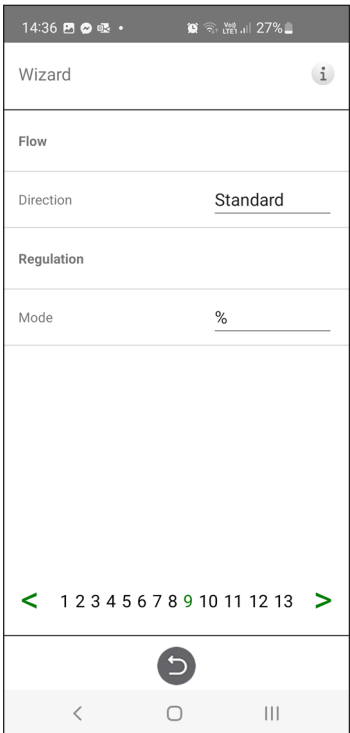 14:36 27%
Wizard i
Flow
Direction Standard
Regulation
Mode %
< 1 2 3 4 5 6 7 8 9 10 11 12 13 >